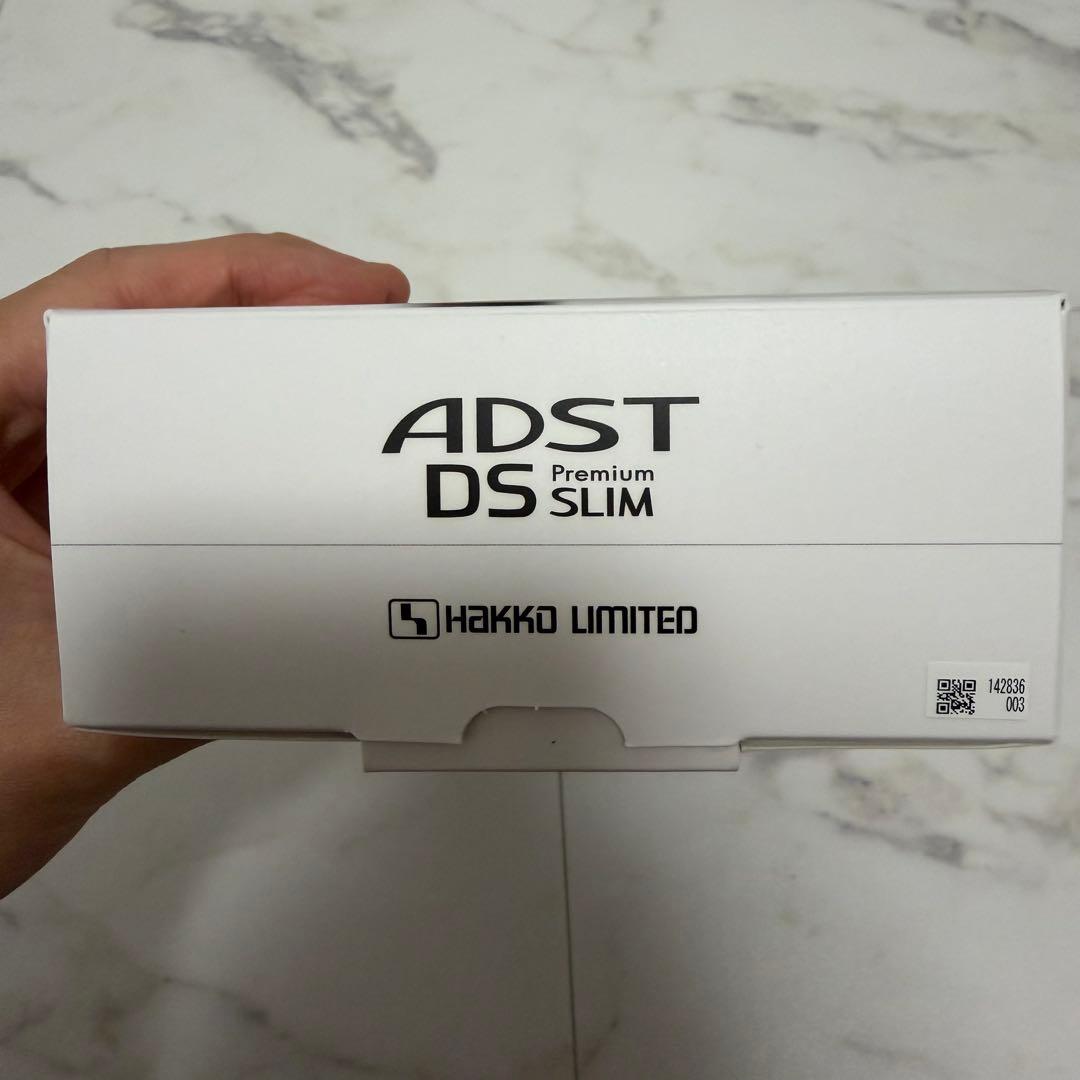 ADST
DS Premium SLIM
HaKKO LIMITED
142836
003